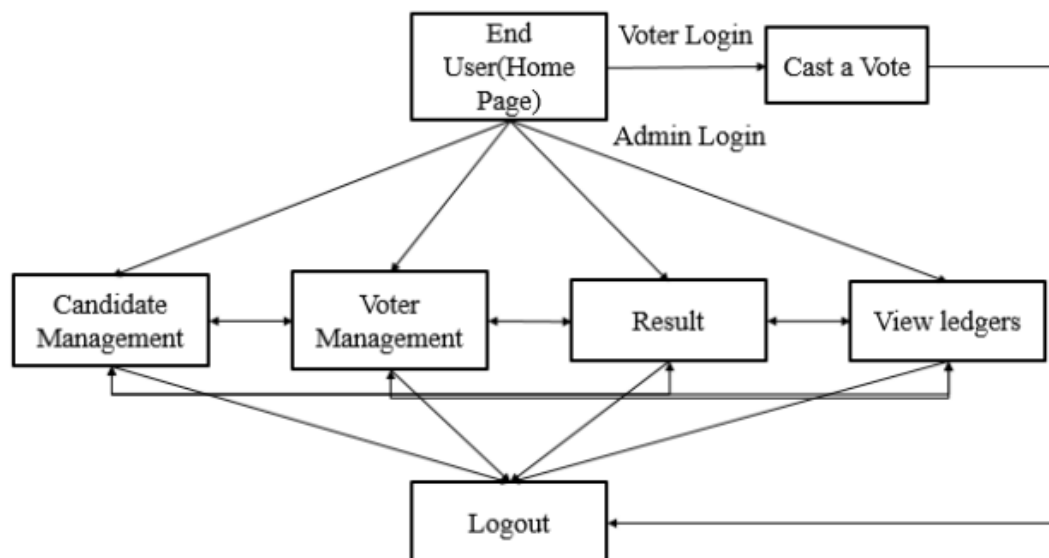 End
User(Home
Page)
Voter Login
Cast a Vote
Admin Login
Candidate
Management
Voter
Management
Result
View ledgers
Logout